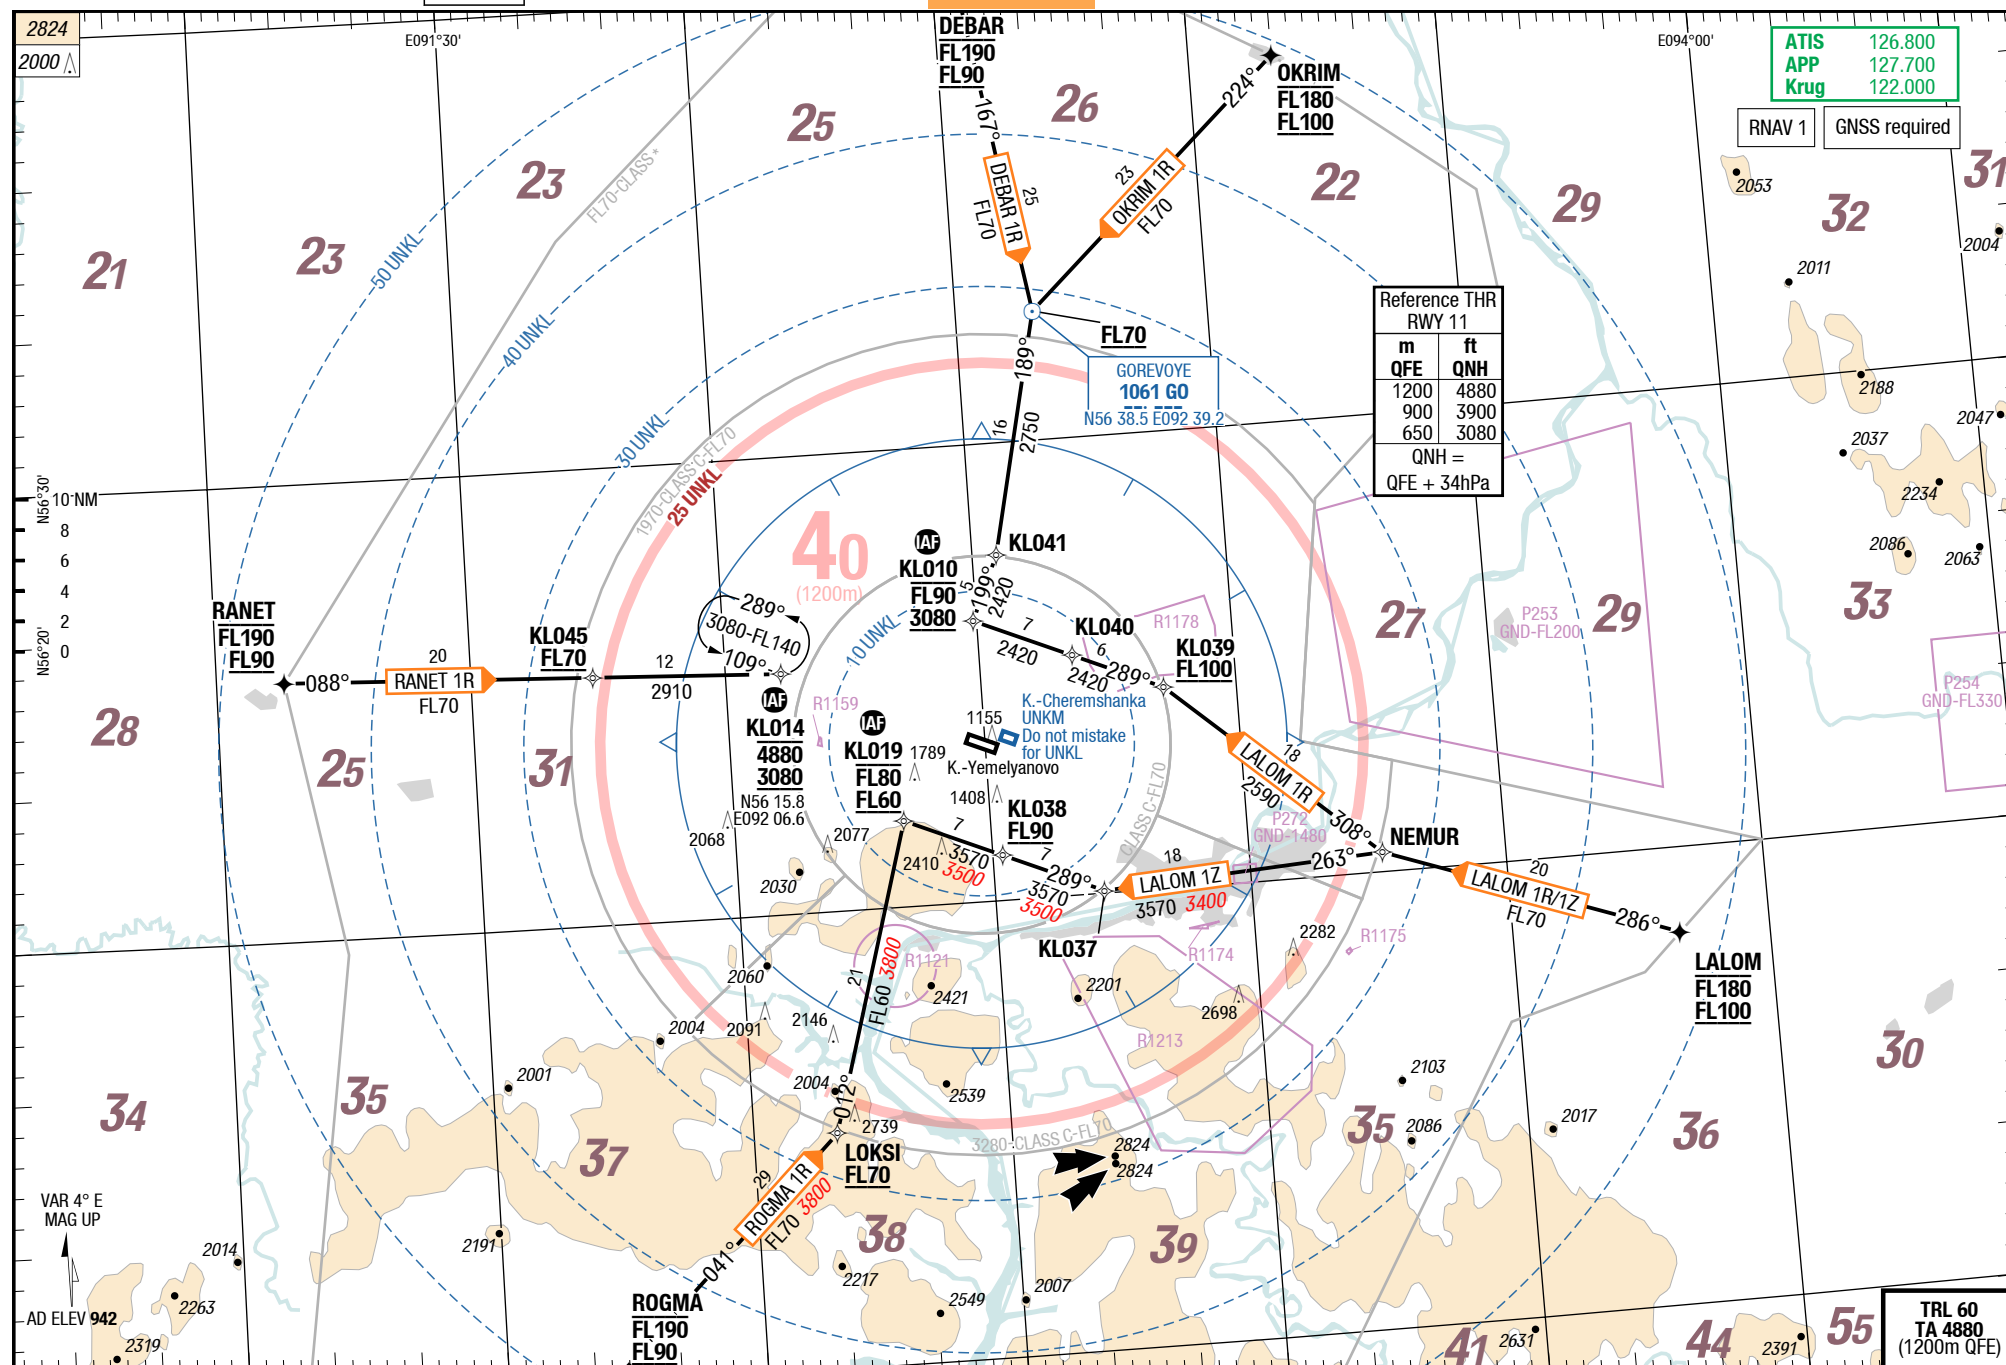 2824
2000
E091°30'
DEBAR
FL190
FL90
E094°00'
ATIS 126.800
APP 127.700
Krug 122.000
RNAV 1
GNSS required
OKRIM
FL180
FL100
224°
167°
23
OKRIM 1R
FL70
25
DEBAR 1R
FL70
26
25
23
22
29
31
32
23
21
2053
2004
2011
FL70-CLASS*
50 UNKL
40 UNKL
30 UNKL
1970-CLASS C-FL70
25 UNKL
FL70
189°
16
2750
GOREVOYE
1061 GO
N56 38.5 E092 39.2
Reference THR
RWY 11
m ft
QFE QNH
1200 4880
900 3900
650 3080
QNH =
QFE + 34hPa
2188
2047
2037
2234
2086
2063
N56°30'
10 NM
8
6
4
2
0
N56°20'
40
(1200m)
IAF
KL010
FL90
3080
KL041
5
199°
2420
7
2420
KL040
6
2420
289°
R1178
KL039
FL100
27
29
33
P253
GND-FL200
P254
GND-FL330
RANET
FL190
FL90
088°
20
RANET 1R
FL70
KL045
FL70
12
2910
289°
3080-FL140
109°
10 UNKL
IAF
KL014
4880
3080
N56 15.8
E092 06.6
R1159
IAF
KL019
FL80
FL60
1789
1155
K.-Cheremshanka
UNKM
Do not mistake
for UNKL
K.-Yemelyanovo
1408
KL038
FL90
CLASS C-FL70
18
LALOM 1R
2590
308°
P272
GND-1480
NEMUR
263°
18
LALOM 1Z
3570 3400
20
LALOM 1R/1Z
FL70
286°
LALOM
FL180
FL100
28
25
31
2068
2077
2030
2410
7
3570
3500
7
289°
3570
3500
KL037
2282
R1175
R1174
R1121
2060
2421
2201
2698
R1213
21
FL60 3800
2004
2091
2146
2001
2004
012°
2539
2739
3280-CLASS C-FL70
2824
2824
2103
2086
2017
30
36
35
34
35
37
LOKSI
FL70
29
ROGMA 1R
FL70 3800
041°
ROGMA
FL190
FL90
38
39
VAR 4° E
MAG UP
AD ELEV 942
2014
2191
2263
2319
2217
2549
2007
2631
2391
41
44
55
TRL 60
TA 4880
(1200m QFE)